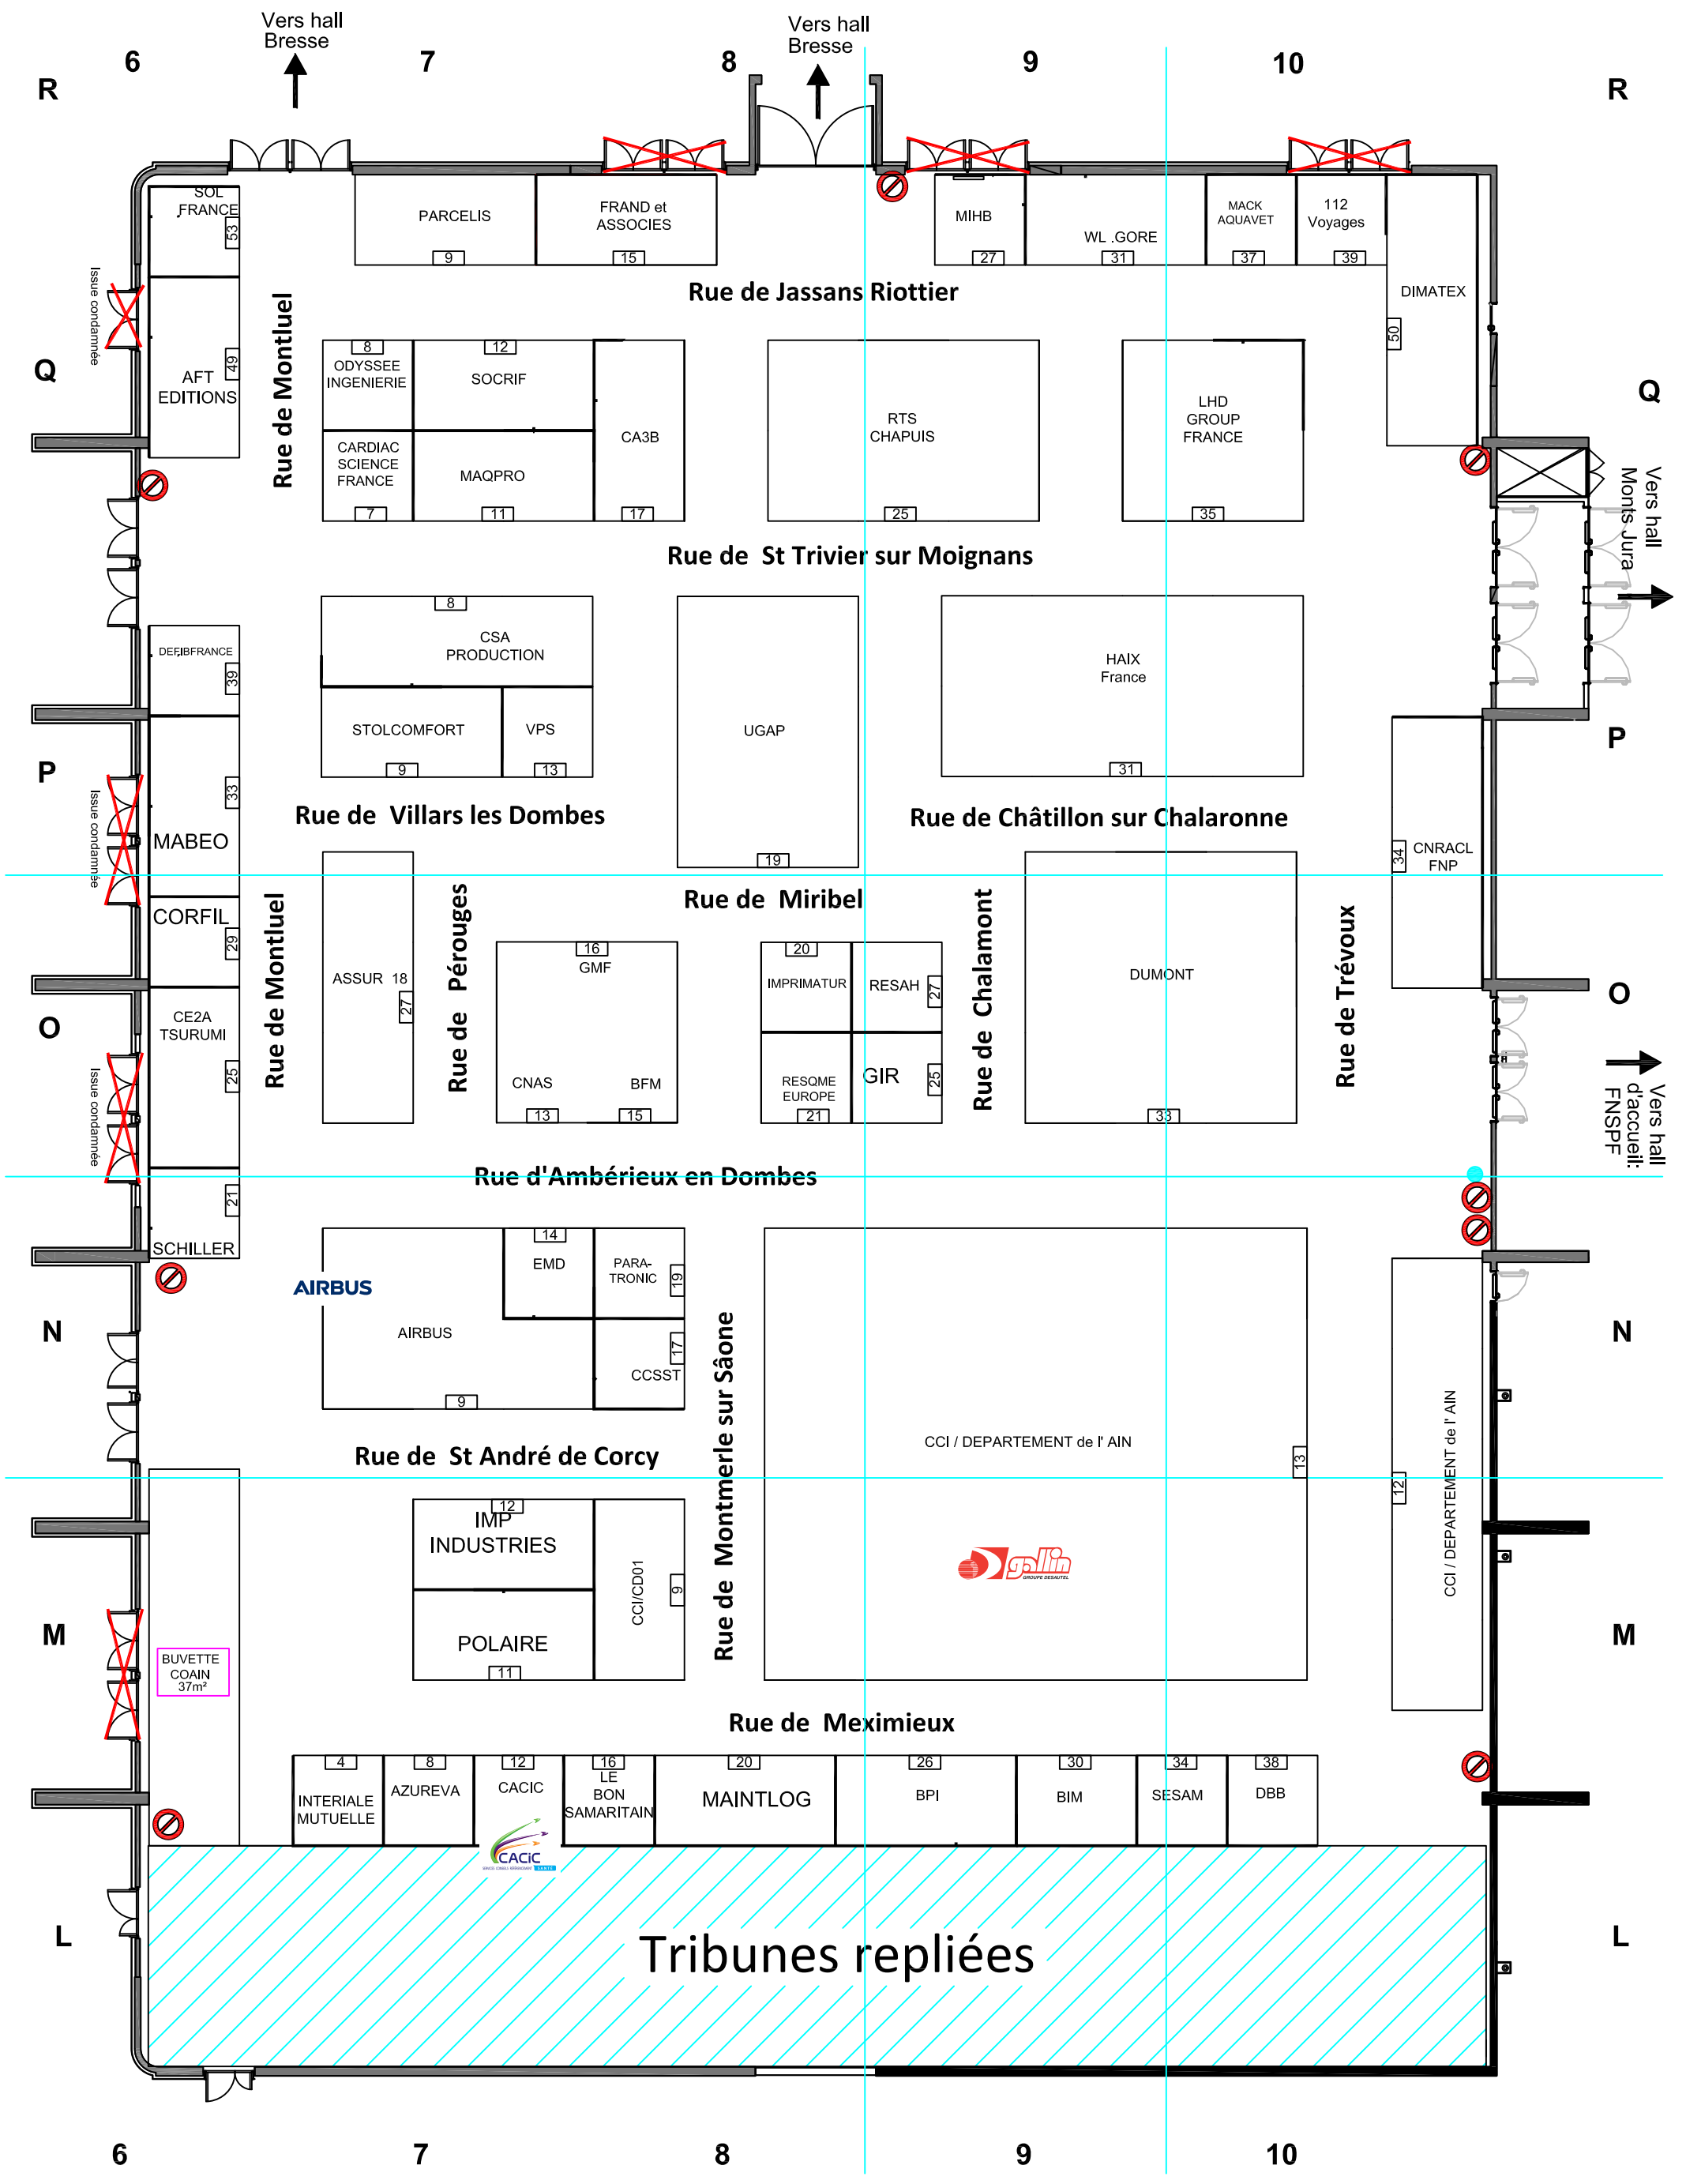 Vers hall
Bresse
Vers hall
Bresse
6
7
8
9
10
R
R
SOL
FRANCE
53
PARCELIS
9
FRAND et
ASSOCIES
15
MIHB
27
WL .GORE
31
MACK
AQUAVET
37
112
Voyages
39
DIMATEX
50
Rue de Jassans Riottier
Issue condamnée
Rue de Montluel
Q
Q
AFT
EDITIONS
49
8
ODYSSEE
INGENIERIE
12
SOCRIF
CA3B
17
CARDIAC
SCIENCE
FRANCE
7
MAQPRO
11
RTS
CHAPUIS
25
LHD
GROUP
FRANCE
35
Vers hall
Monts Jura
Rue de St Trivier sur Moignans
DEFIBFRANCE
39
8
CSA
PRODUCTION
STOLCOMFORT
9
VPS
13
UGAP
19
HAIX
France
31
P
P
Issue condamnée
MABEO
33
Rue de Villars les Dombes
Rue de Châtillon sur Chalaronne
CNRACL
FNP
34
CORFIL
29
Rue de Montluel
ASSUR 18
27
Rue de Pérouges
Rue de Miribel
16
GMF
CNAS
13
BFM
15
20
IMPRIMATUR
RESAH
27
RESQME
EUROPE
21
GIR
25
Rue de Chalamont
DUMONT
33
Rue de Trévoux
O
O
CE2A
TSURUMI
25
Issue condamnée
Vers hall
d'accueil:
FNSPF
Rue d'Ambérieux en Dombes
21
SCHILLER
AIRBUS
AIRBUS
9
14
EMD
PARA-
TRONIC
19
17
CCSST
N
N
Rue de St André de Corcy
Rue de Montmerle sur Sâone
CCI / DEPARTEMENT de l' AIN
13
gallin
GROUPE DESAUTEL
CCI / DEPARTEMENT de l' AIN
12
12
IMP
INDUSTRIES
CCI/CD01
9
POLAIRE
11
M
M
BUVETTE
COAIN
37m²
Rue de Meximieux
4
INTERIALE
MUTUELLE
8
AZUREVA
12
CACIC
CACiC
16
LE
BON
SAMARITAIN
20
MAINTLOG
26
BPI
30
BIM
34
SESAM
38
DBB
L
L
Tribunes repliées
6
7
8
9
10